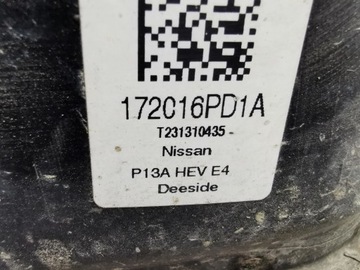 172016PD1A
T231310435-
Nissan
P13A HEV E4
Deeside